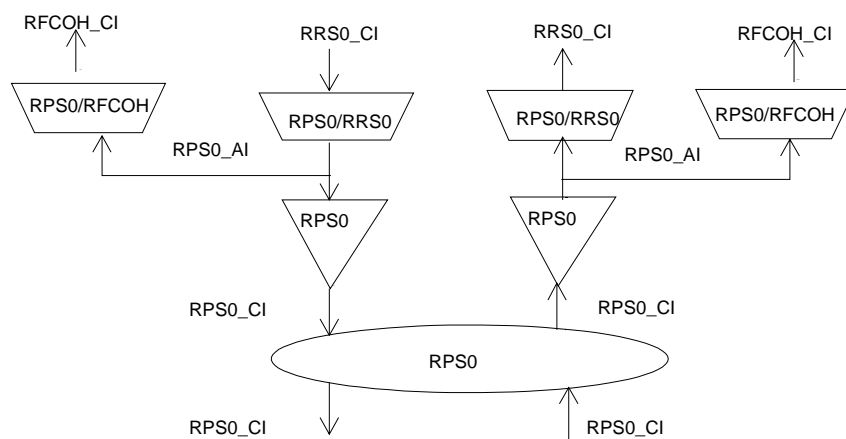 RFCOH_CI
RRS0_CI
RRS0_CI
RFCOH_CI
RPS0/RFCOH
RPS0/RRS0
RPS0/RRS0
RPS0/RFCOH
RPS0_AI
RPS0_AI
RPS0
RPS0
RPS0_CI
RPS0_CI
RPS0
RPS0_CI
RPS0_CI